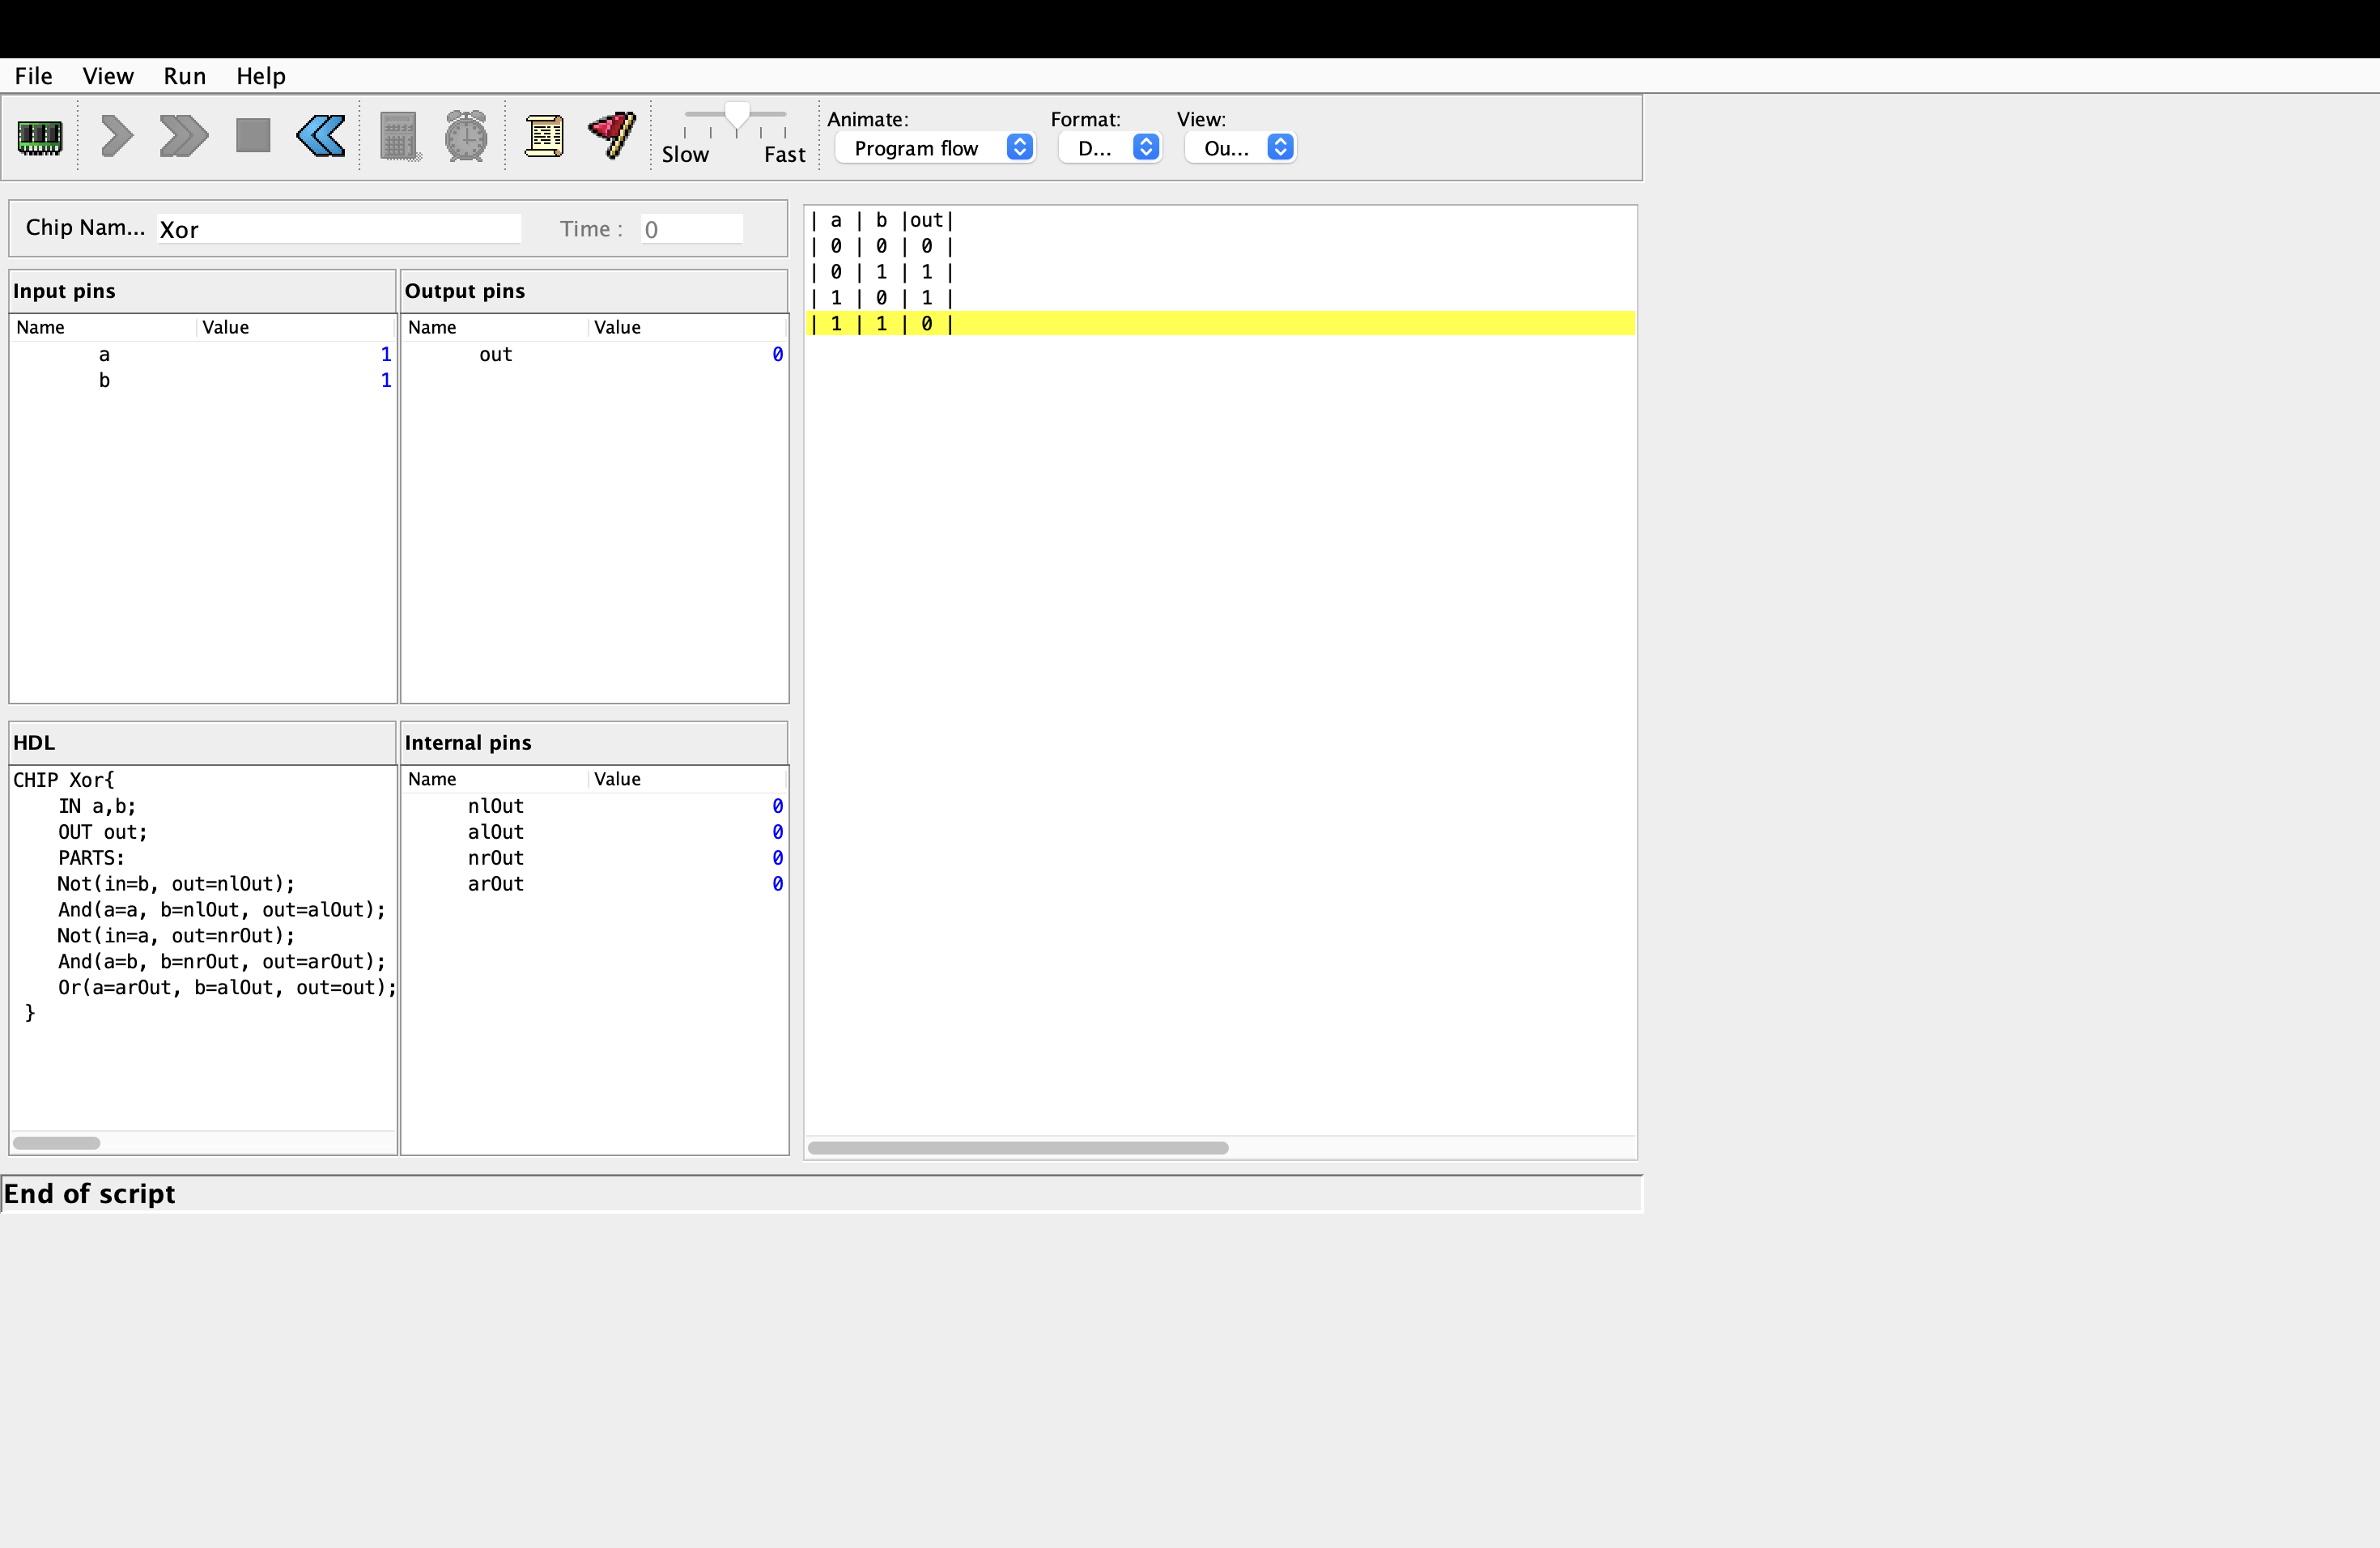 File View Run Help
Animate: Format: View:
Slow Fast Program flow D... Ou...
Chip Nam... Xor Time : 0
Input pins Output pins
Name Value Name Value
a 1 out 0
b 1
| a | b |out|
| 0 | 0 | 0 |
| 0 | 1 | 1 |
| 1 | 0 | 1 |
| 1 | 1 | 0 |
HDL
CHIP Xor{
IN a,b;
OUT out;
PARTS:
Not(in=b, out=nlOut);
And(a=a, b=nlOut, out=alOut);
Not(in=a, out=nrOut);
And(a=b, b=nrOut, out=arOut);
Or(a=arOut, b=alOut, out=out);
}
Internal pins
Name Value
nlOut 0
alOut 0
nrOut 0
arOut 0
End of script